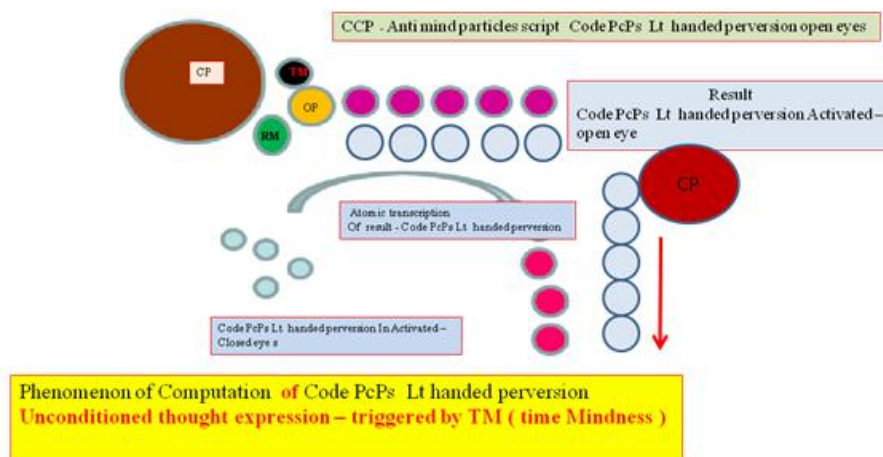 CCP - Anti mind particles script Code PcPs Lt handed perversion open eyes
CP
TM
OP
RM
Result
Code PcPs Lt handed perversion Activated –
open eye
CP
Atomic transcription
Of result - Code PcPs Lt handed perversion
Code PcPs Lt handed perversion In Activated –
Closed eye s
Phenomenon of Computation of Code PcPs Lt handed perversion
Unconditioned thought expression – triggered by TM ( time Mindness )